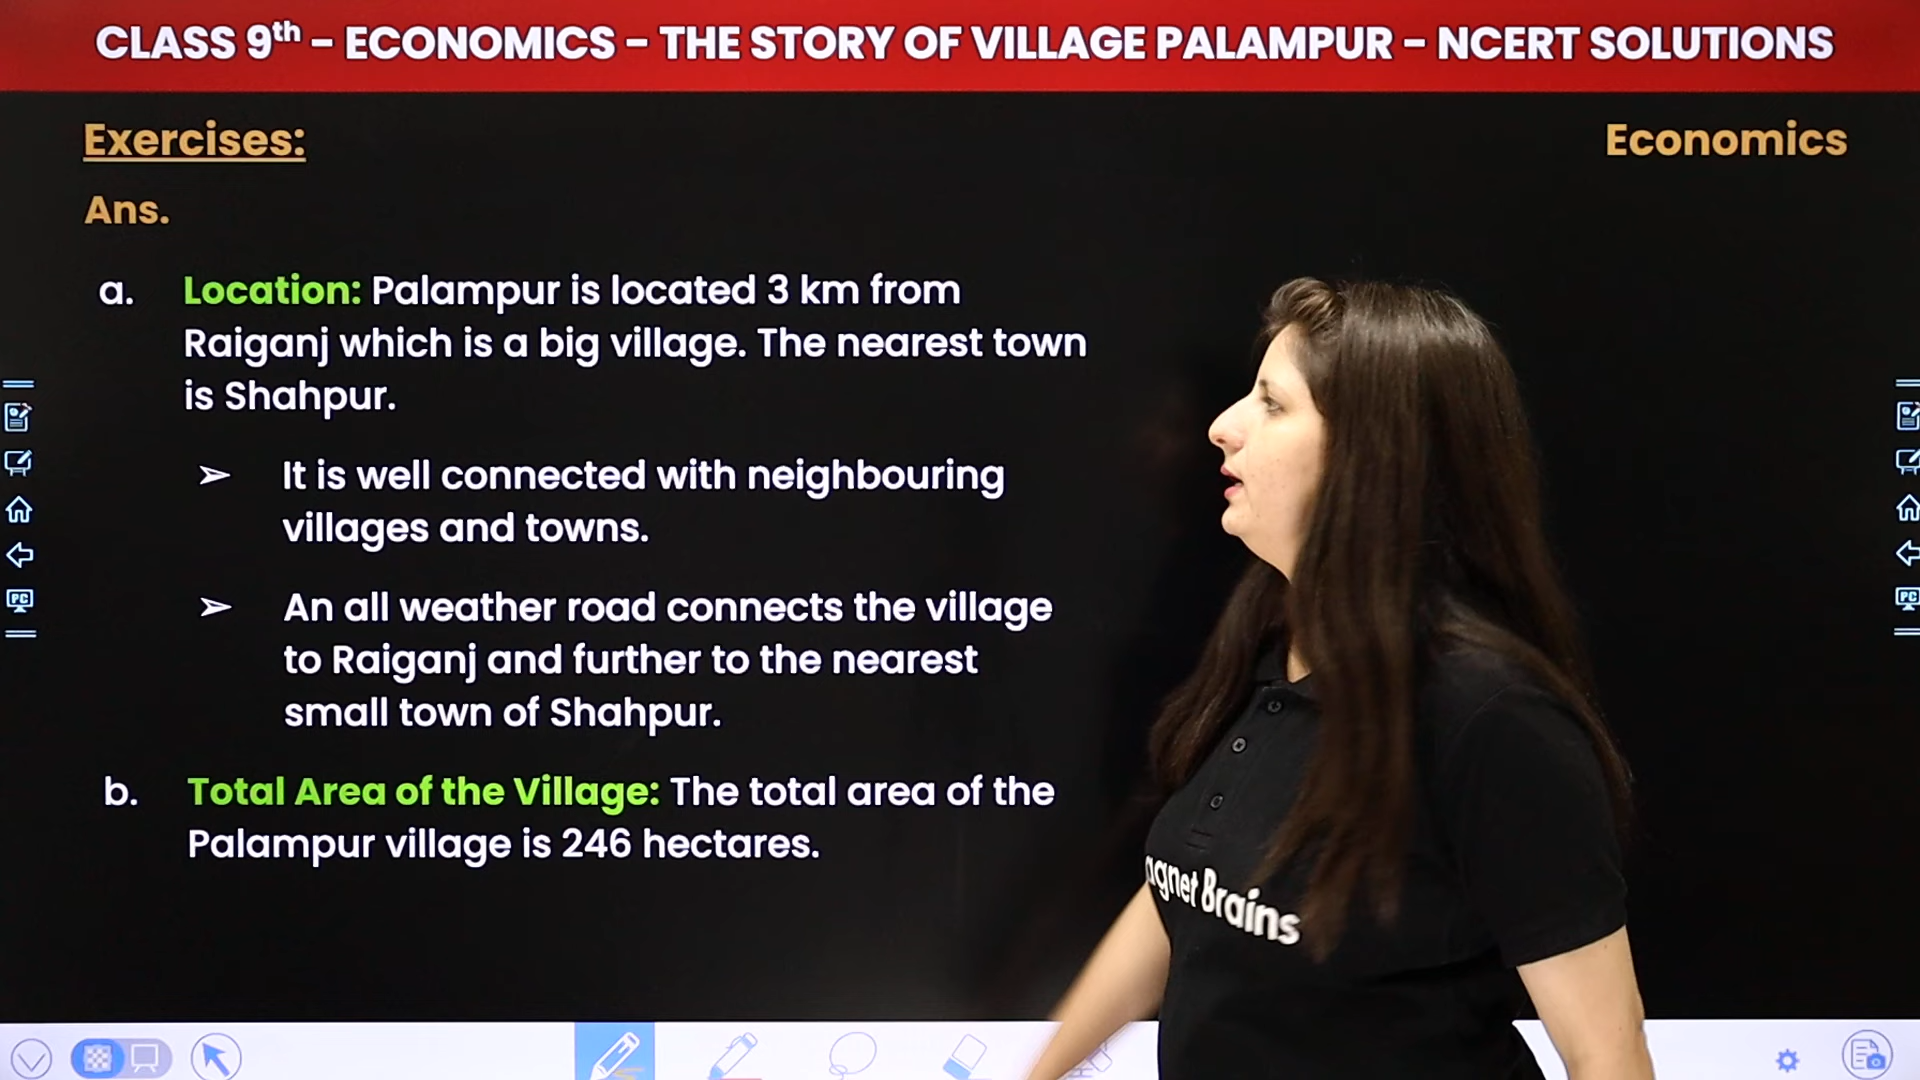 CLASS 9th - ECONOMICS - THE STORY OF VILLAGE PALAMPUR - NCERT SOLUTIONS
Exercises:
Economics
Ans.
a. Location: Palampur is located 3 km from
Raiganj which is a big village. The nearest town
is Shahpur.
➢ It is well connected with neighbouring
villages and towns.
➢ An all weather road connects the village
to Raiganj and further to the nearest
small town of Shahpur.
b. Total Area of the Village: The total area of the
Palampur village is 246 hectares.
agnet Brains
PC
PC